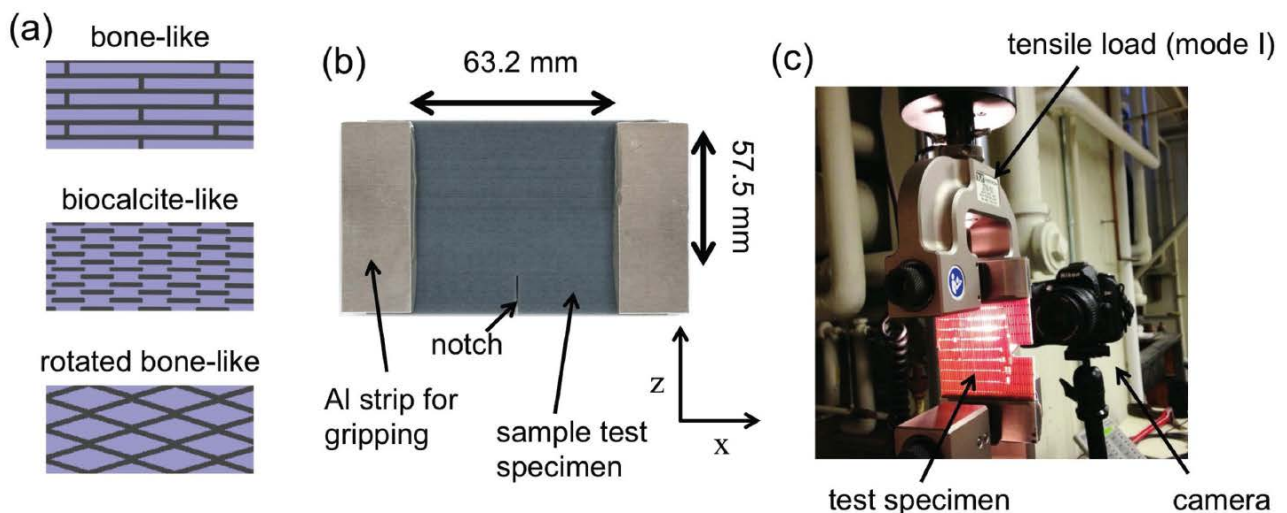 (a)
bone-like
biocalcite-like
rotated bone-like
(b)
63.2 mm
57.5 mm
notch
Al strip for
gripping
sample test
specimen
z
x
(c)
tensile load (mode I)
Nikon
test specimen
camera